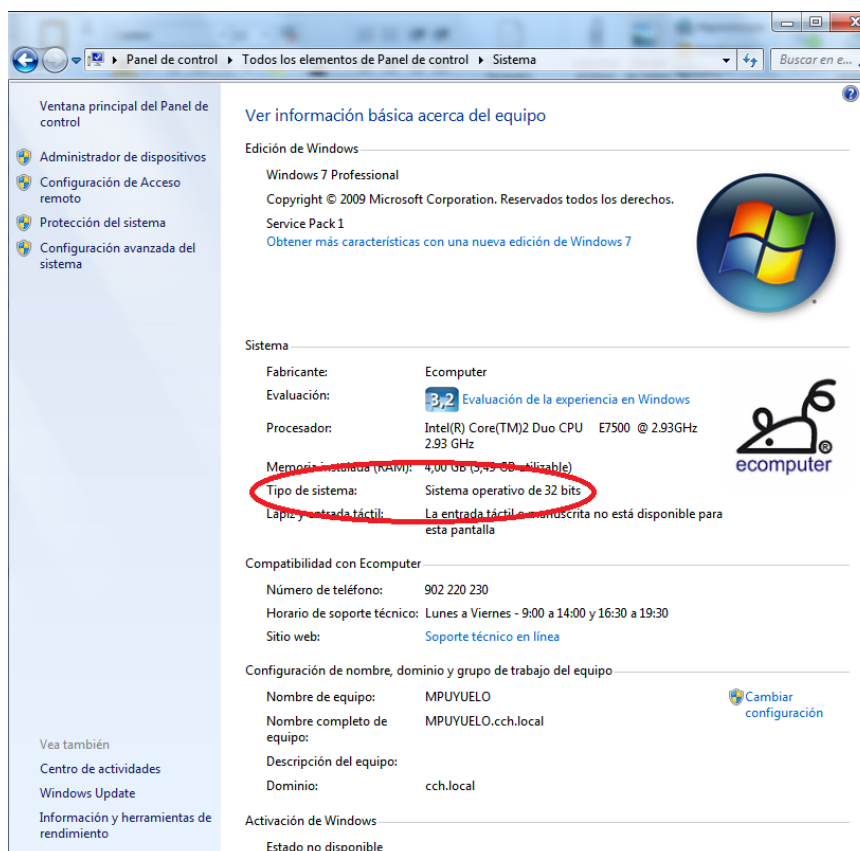 Panel de control ▸ Todos los elementos de Panel de control ▸ Sistema
Buscar en e...
Ventana principal del Panel de
control
Administrador de dispositivos
Configuración de Acceso
remoto
Protección del sistema
Configuración avanzada del
sistema
Ver información básica acerca del equipo
Edición de Windows
Windows 7 Professional
Copyright © 2009 Microsoft Corporation. Reservados todos los derechos.
Service Pack 1
Obtener más características con una nueva edición de Windows 7
Sistema
Fabricante: Ecomputer
Evaluación: 3,2 Evaluación de la experiencia en Windows
Procesador: Intel(R) Core(TM)2 Duo CPU E7500 @ 2.93GHz
2.93 GHz
Memoria instalada (RAM): 4,00 GB (3,49 GB utilizable)
Tipo de sistema: Sistema operativo de 32 bits
Lápiz y entrada táctil: La entrada táctil o manuscrita no está disponible para
esta pantalla
ecomputer
Compatibilidad con Ecomputer
Número de teléfono: 902 220 230
Horario de soporte técnico: Lunes a Viernes - 9:00 a 14:00 y 16:30 a 19:30
Sitio web: Soporte técnico en línea
Configuración de nombre, dominio y grupo de trabajo del equipo
Nombre de equipo: MPUYUELO
Cambiar
configuración
Nombre completo de
equipo: MPUYUELO.cch.local
Descripción del equipo:
Dominio: cch.local
Activación de Windows
Estado no disponible
Vea también
Centro de actividades
Windows Update
Información y herramientas de
rendimiento